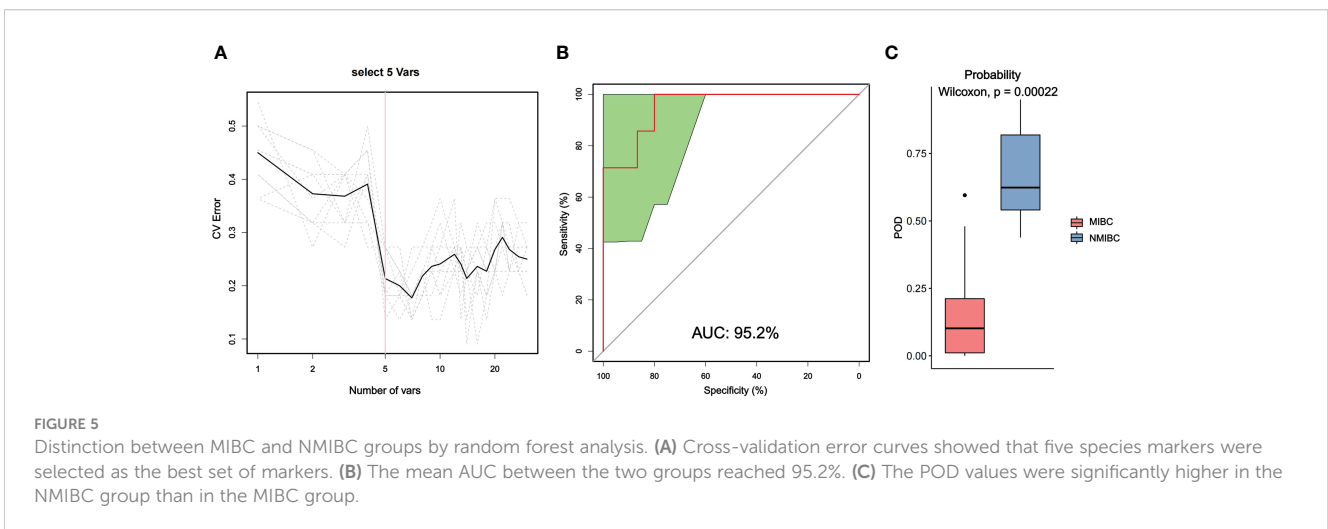 A
select 5 Vars
CV Error
0.5
0.4
0.3
0.2
0.1
1
2
5
10
20
Number of vars
B
Sensitivity (%)
100
80
60
40
20
0
AUC: 95.2%
100
80
60
40
20
0
Specificity (%)
C
Probability
Wilcoxon, p = 0.00022
POD
0.75
0.50
0.25
0.00
MIBC
NMIBC
FIGURE 5
Distinction between MIBC and NMIBC groups by random forest analysis. (A) Cross-validation error curves showed that five species markers were
selected as the best set of markers. (B) The mean AUC between the two groups reached 95.2%. (C) The POD values were significantly higher in the
NMIBC group than in the MIBC group.